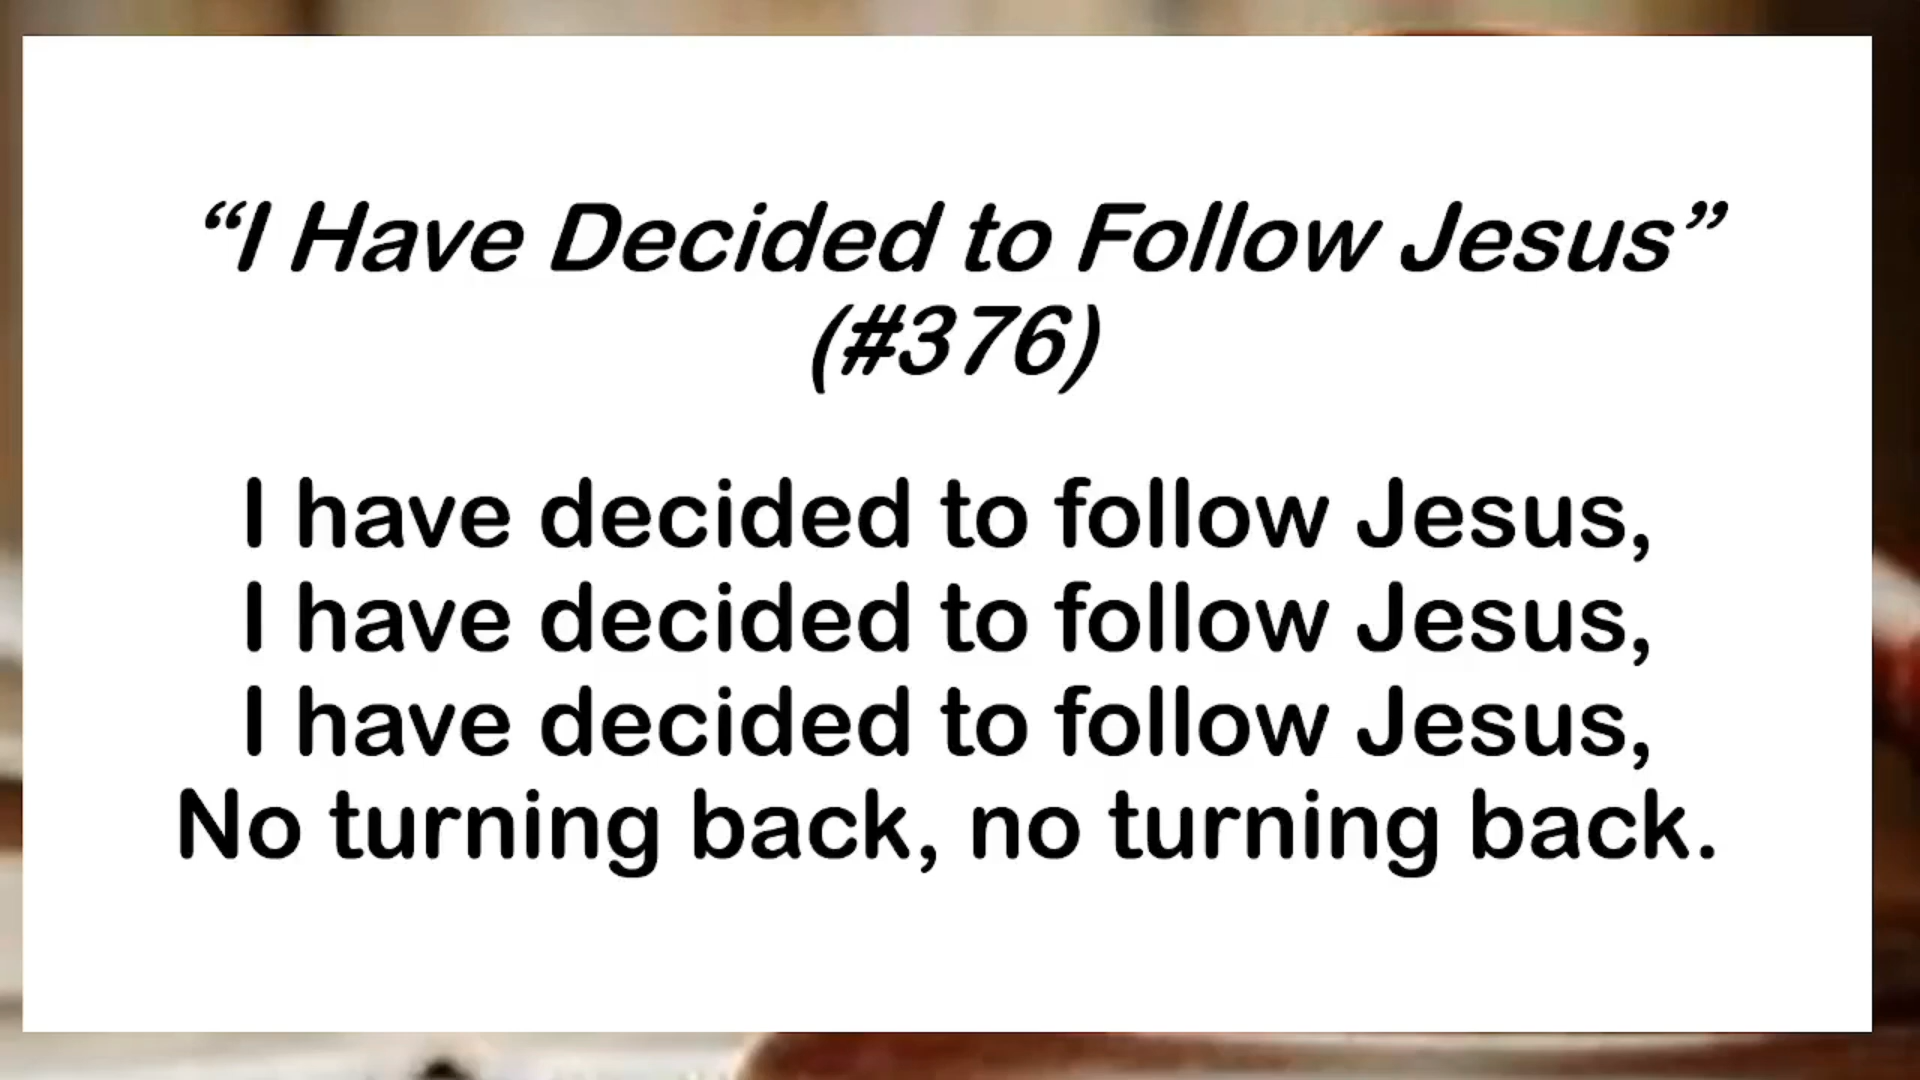 “I Have Decided to Follow Jesus”
(#376)
I have decided to follow Jesus,
I have decided to follow Jesus,
I have decided to follow Jesus,
No turning back, no turning back.